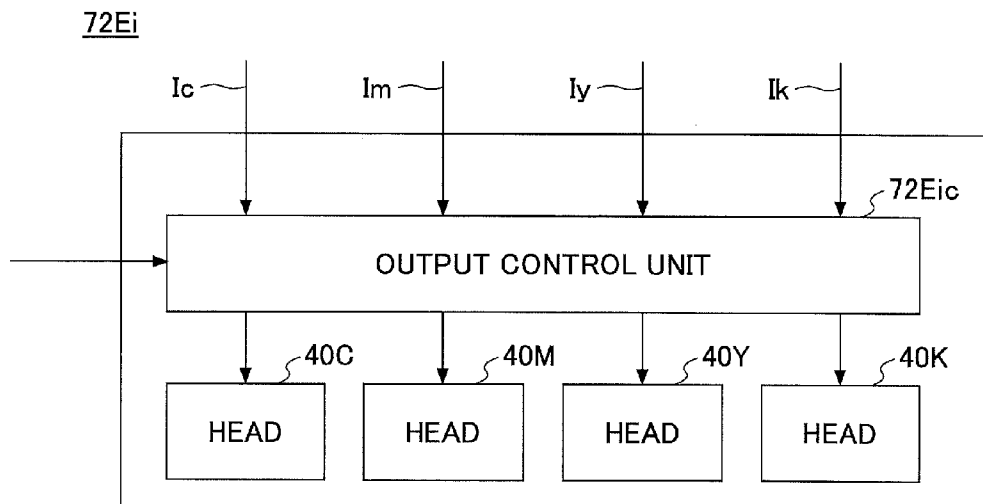 72Ei
Ic Im Iy Ik
72Eic
OUTPUT CONTROL UNIT
40C 40M 40Y 40K
HEAD HEAD HEAD HEAD